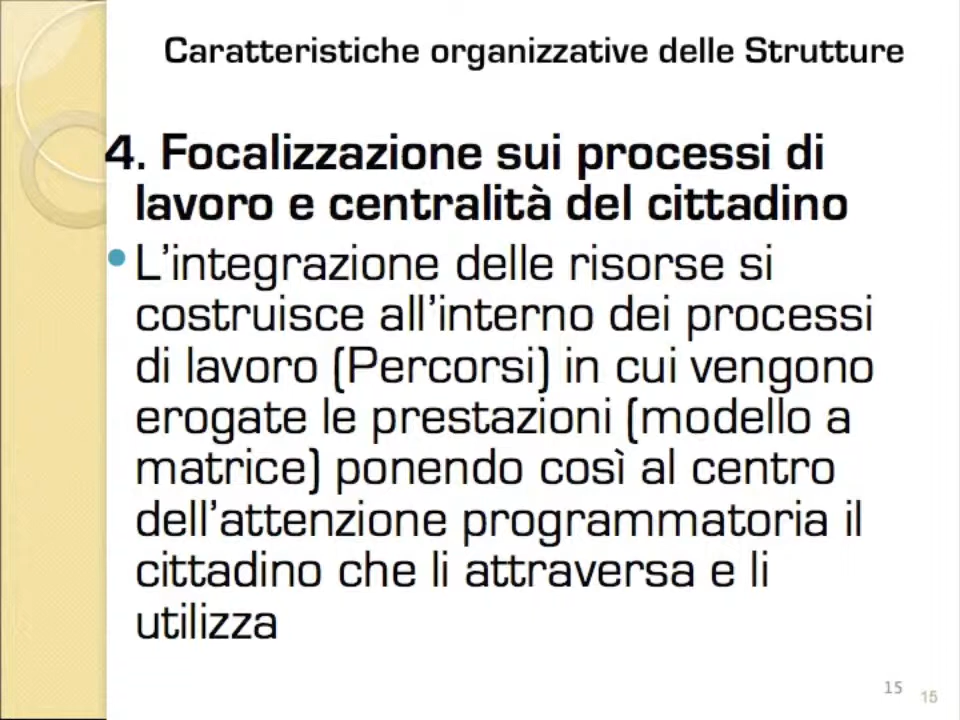 Caratteristiche organizzative delle Strutture
4. Focalizzazione sui processi di
lavoro e centralità del cittadino
• L'integrazione delle risorse si
costruisce all'interno dei processi
di lavoro (Percorsi) in cui vengono
erogate le prestazioni (modello a
matrice) ponendo così al centro
dell'attenzione programmatoria il
cittadino che li attraversa e li
utilizza
15
15